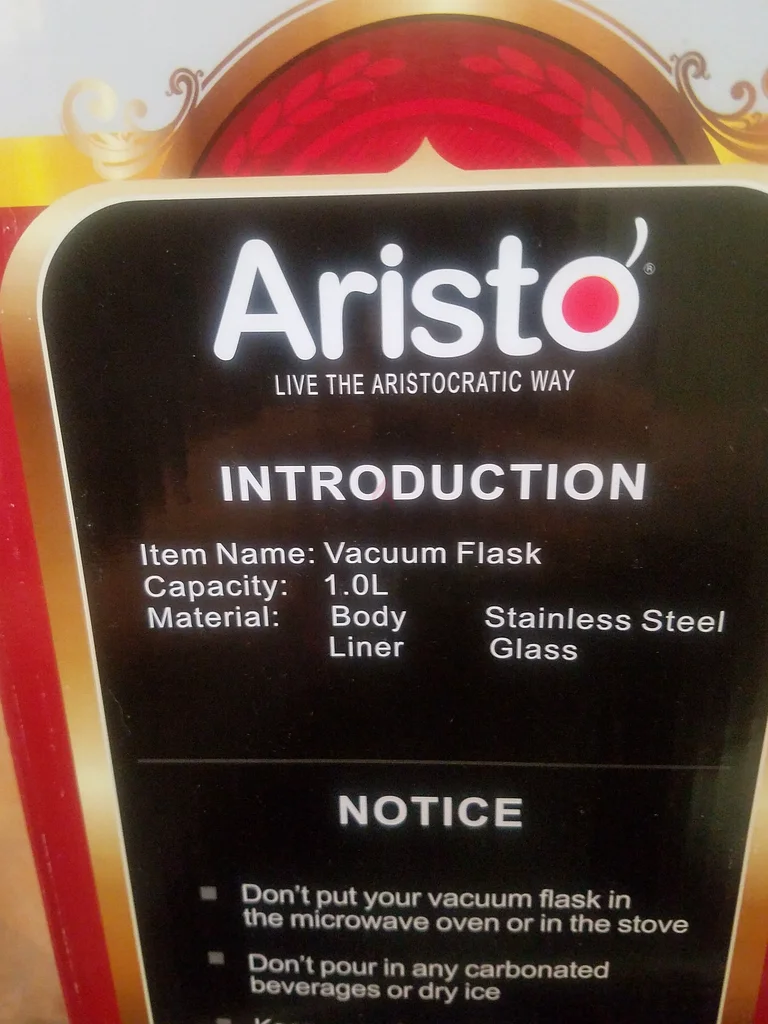 Aristo®
LIVE THE ARISTOCRATIC WAY
INTRODUCTION
Item Name: Vacuum Flask
Capacity: 1.0L
Material: Body Stainless Steel
Liner Glass
NOTICE
Don't put your vacuum flask in
the microwave oven or in the stove
Don't pour in any carbonated
beverages or dry ice